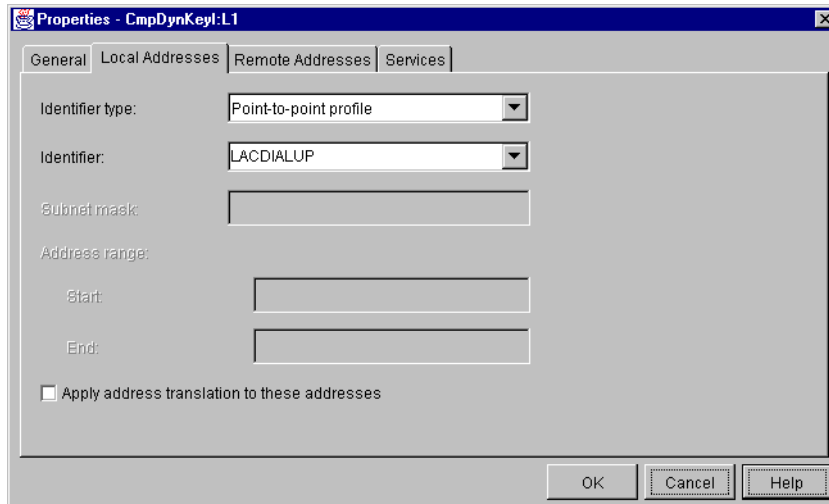 Properties - CmpDynKeyI:L1
General Local Addresses Remote Addresses Services
Identifier type: Point-to-point profile
Identifier: LACDIALUP
Subnet mask:
Address range:
Start:
End:
Apply address translation to these addresses
OK Cancel Help